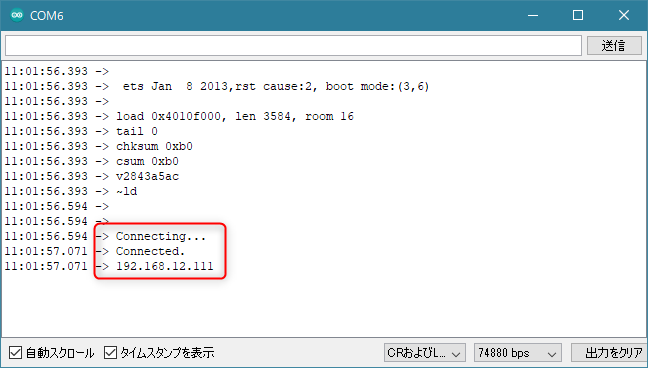 COM6
送信
11:01:56.393 ->
11:01:56.393 -> ets Jan 8 2013,rst cause:2, boot mode:(3,6)
11:01:56.393 ->
11:01:56.393 -> load 0x4010f000, len 3584, room 16
11:01:56.393 -> tail 0
11:01:56.393 -> chksum 0xb0
11:01:56.393 -> csum 0xb0
11:01:56.393 -> v2843a5ac
11:01:56.393 -> ~ld
11:01:56.594 ->
11:01:56.594 ->
11:01:56.594 -> Connecting...
11:01:57.071 -> Connected.
11:01:57.071 -> 192.168.12.111
自動スクロール タイムスタンプを表示 CRおよびL... 74880 bps 出力をクリア